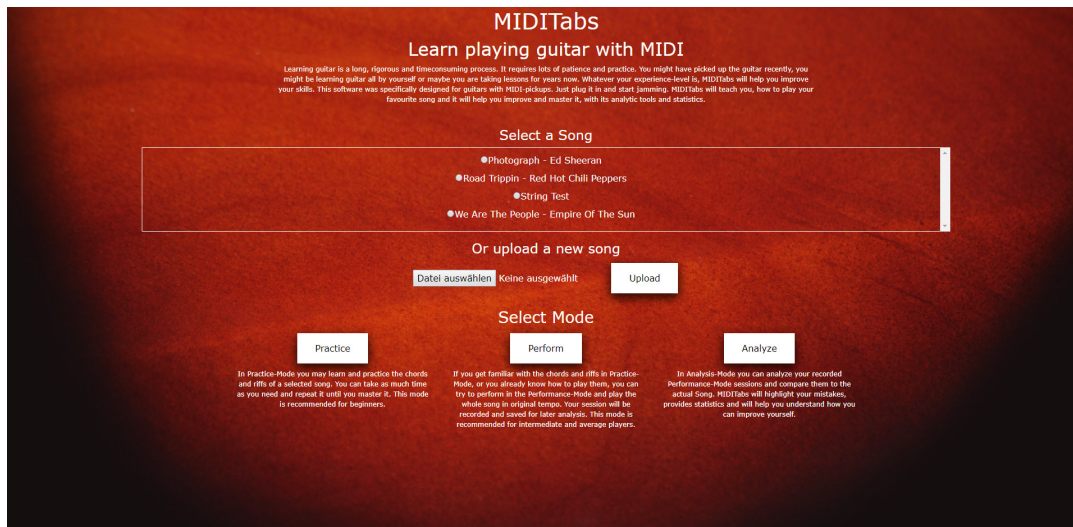 MIDITabs
Learn playing guitar with MIDI
Learning guitar is a long, rigorous and timeconsuming process. It requires lots of patience and practice. You might have picked up the guitar recently, you
might be learning guitar all by yourself or maybe you are taking lessons for years now. Whatever your experience-level is, MIDITabs will help you improve
your skills. This software was specifically designed for guitars with MIDI-pickups. Just plug it in and start jamming. MIDITabs will teach you, how to play your
favourite song and it will help you improve and master it, with its analytic tools and statistics.
Select a Song
Photograph - Ed Sheeran
Road Trippin - Red Hot Chili Peppers
String Test
We Are The People - Empire Of The Sun
Or upload a new song
Datei auswählen Keine ausgewählt Upload
Select Mode
Practice
In Practice-Mode you may learn and practice the chords
and riffs of a selected song. You can take as much time
as you need and repeat it until you master it. This mode
is recommended for beginners.
Perform
If you get familiar with the chords and riffs in Practice-
Mode, or you already know how to play them, you can
try to perform in the Performance-Mode and play the
whole song in original tempo. Your session will be
recorded and saved for later analysis. This mode is
recommended for intermediate and average players.
Analyze
In Analysis-Mode you can analyze your recorded
Performance-Mode sessions and compare them to the
actual Song. MIDITabs will highlight your mistakes,
provides statistics and will help you understand how you
can improve yourself.